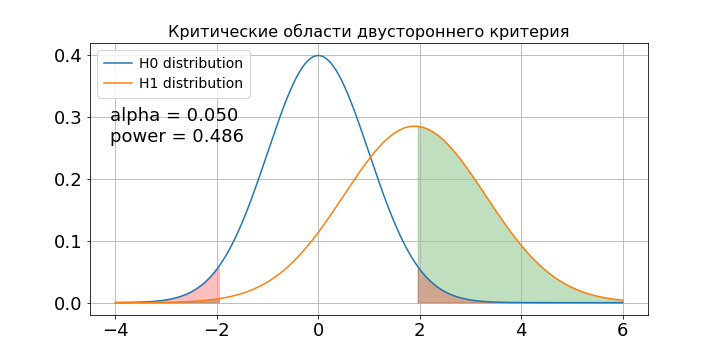 Критические области двустороннего критерия
H0 distribution
H1 distribution
alpha = 0.050
power = 0.486
0.4
0.3
0.2
0.1
0.0
−4 −2 0 2 4 6